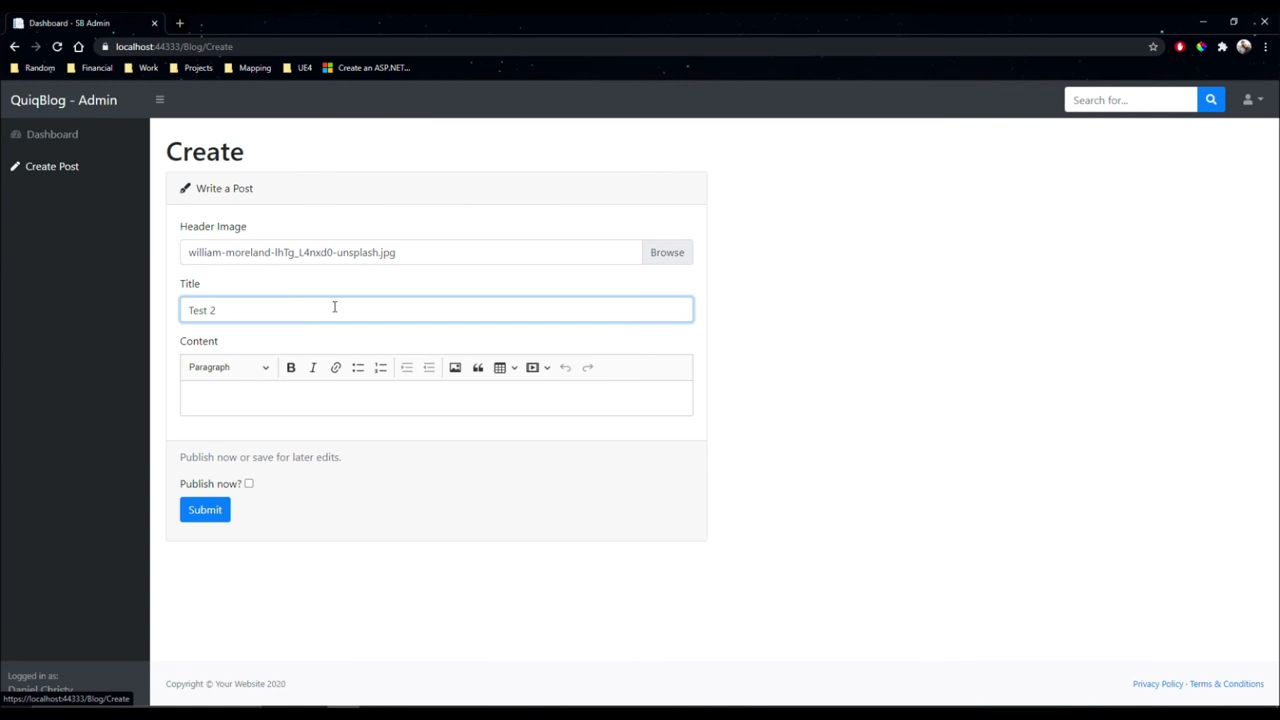 Dashboard - SB Admin
localhost:44333/Blog/Create
Random Financial Work Projects Mapping UE4 Create an ASP.NET...
QuiqBlog - Admin
Search for...
Dashboard
Create Post
Create
Write a Post
Header Image
william-moreland-lhTg_L4nxd0-unsplash.jpg
Browse
Title
Test 2
Content
Paragraph
Publish now or save for later edits.
Publish now?
Submit
Logged in as:
Daniel Christy
https://localhost:44333/Blog/Create
Copyright © Your Website 2020
Privacy Policy · Terms & Conditions